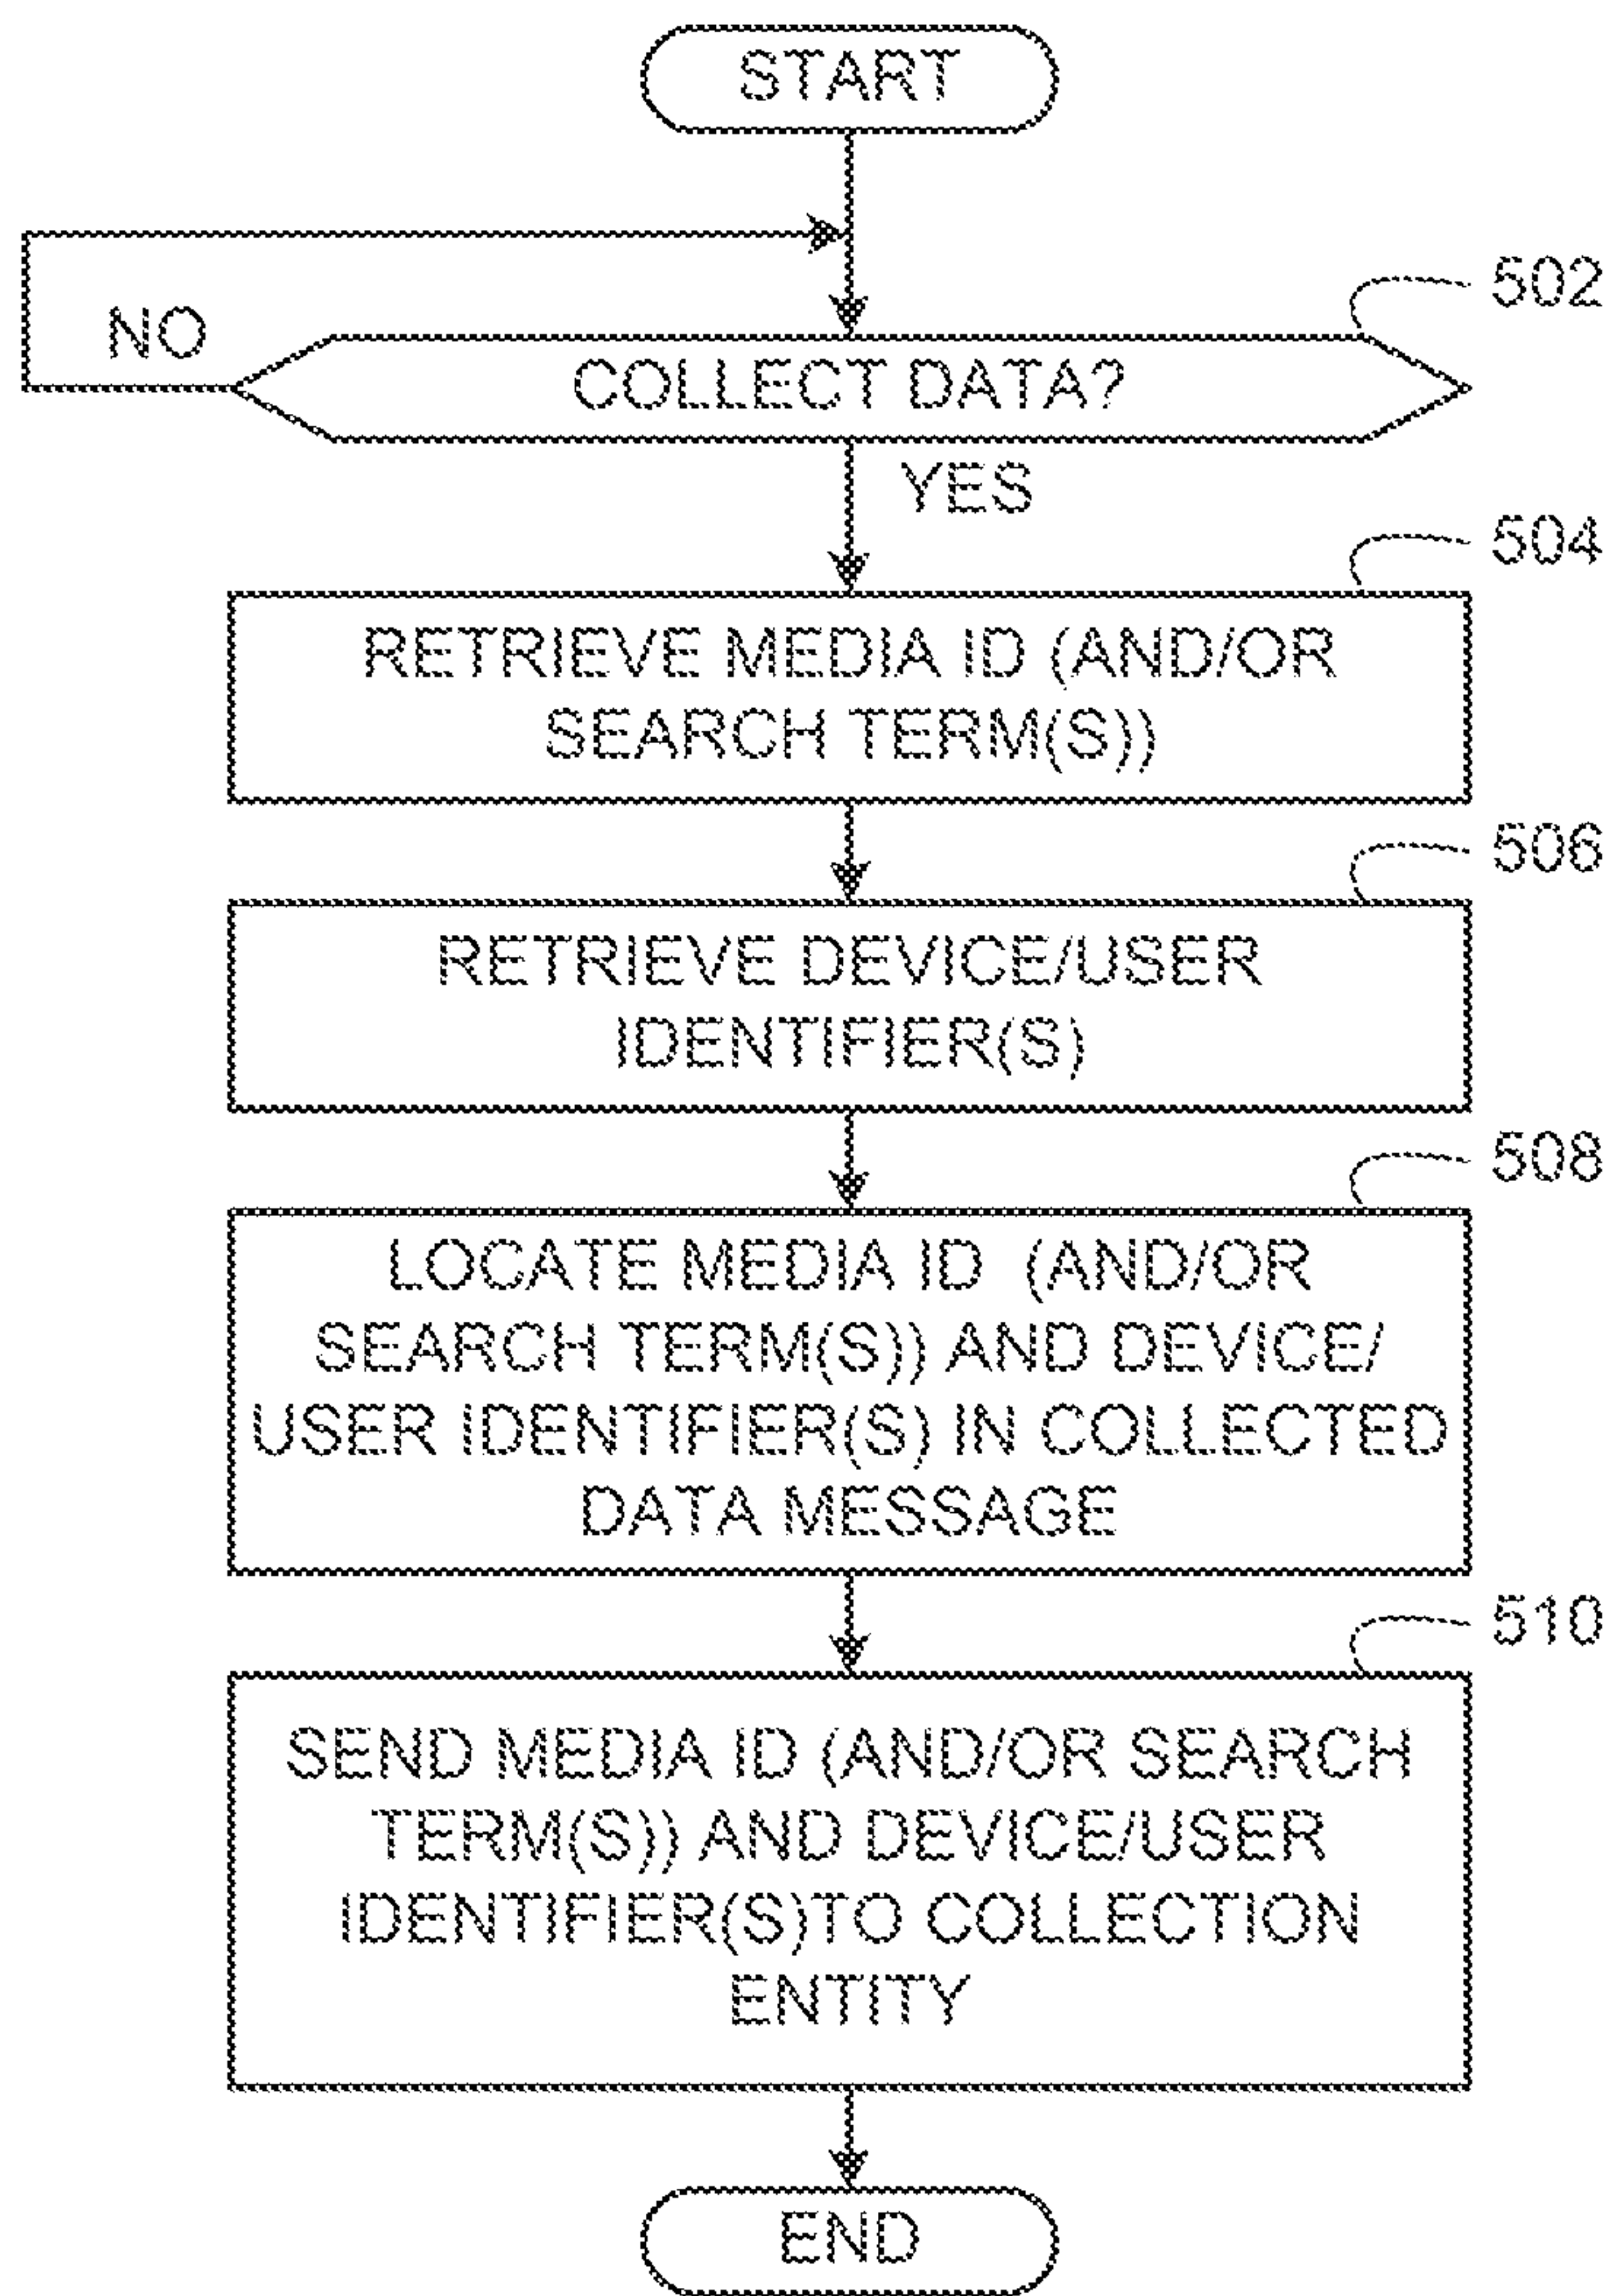 START
NO
502
COLLECT DATA?
YES
504
RETRIEVE MEDIA ID (AND/OR
SEARCH TERM(S))
506
RETRIEVE DEVICE/USER
IDENTIFIER(S)
508
LOCATE MEDIA ID (AND/OR
SEARCH TERM(S)) AND DEVICE/
USER IDENTIFIER(S) IN COLLECTED
DATA MESSAGE
510
SEND MEDIA ID (AND/OR SEARCH
TERM(S)) AND DEVICE/USER
IDENTIFIER(S)TO COLLECTION
ENTITY
END